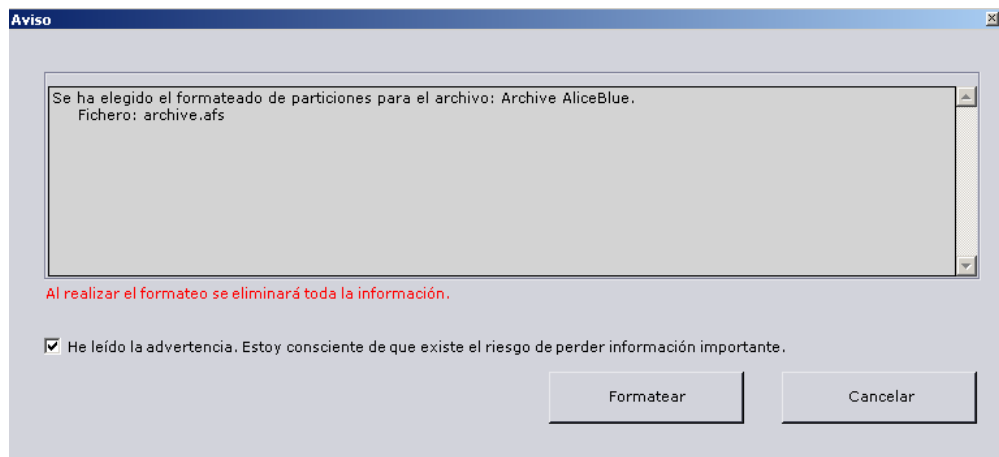 Aviso
Se ha elegido el formateado de particiones para el archivo: Archive AliceBlue.
Fichero: archive.afs
Al realizar el formateo se eliminará toda la información.
He leído la advertencia. Estoy consciente de que existe el riesgo de perder información importante.
Formatear
Cancelar